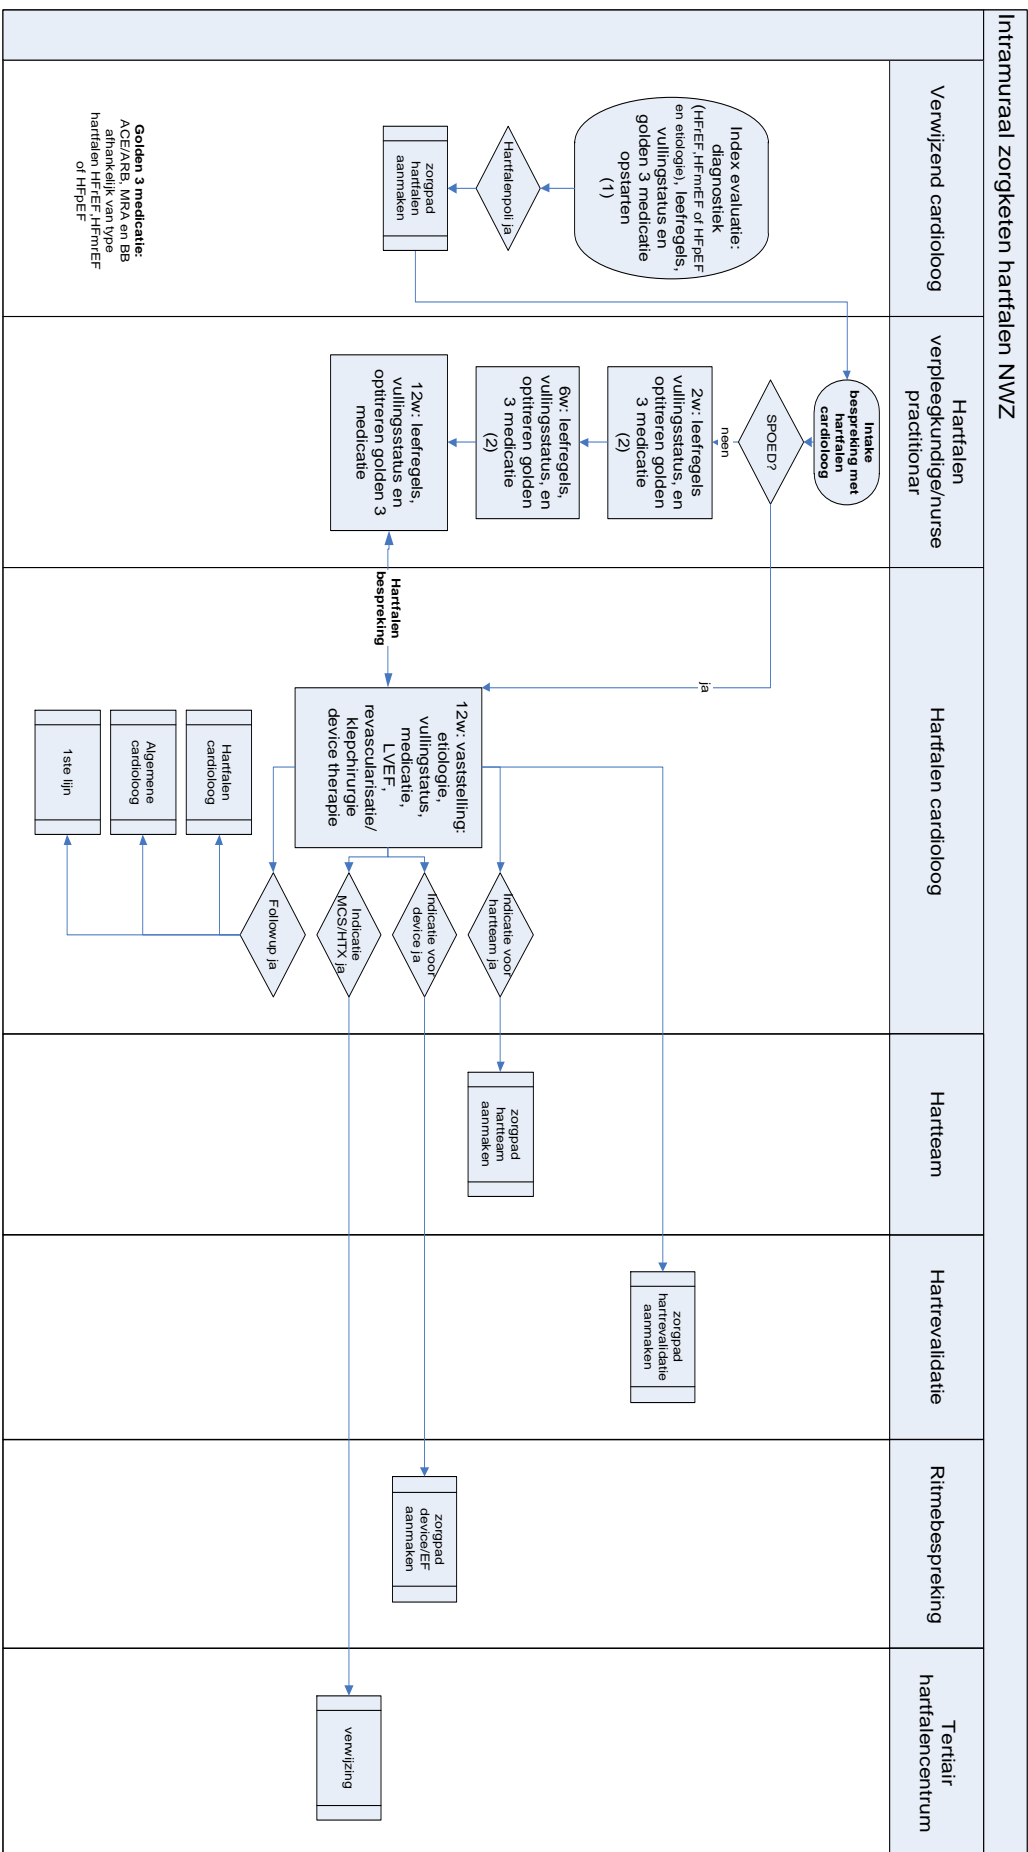 Intramuraal zorgketen hartfalen NWZ
Verwijzend cardioloog
Hartfalen
verpleegkundige/nurse
practitionar
Hartfalen cardioloog
Hartteam
Hartrevalidatie
Ritmebespreking
Tertiair
hartfalencentrum
Index evaluatie:
diagnostiek
(HFrEF,HFmrEF of HFpEF
en etiologie), leefregels,
vullingstatus en
golden 3 medicatie
opstarten
(1)
Hartfalenpoli ja
zorgpad
hartfalen
aanmaken
Golden 3 medicatie:
ACE/ARB, MRA en BB
afhankelijk van type
hartfalen HFrEF,HFmrEF
of HFpEF
Intake
bespreking met
hartfalen
cardioloog
SPOED?
neen
2w: leefregels
vullingsstatus, en
optitreren golden
3 medicatie
(2)
6w: leefregels,
vullingsstatus, en
optitreren golden
3 medicatie
(2)
12w: leefregels,
vullingsstatus en
optitreren golden 3
medicatie
Hartfalen
bespreking
ja
12w: vaststelling:
etiologie,
vullingstatus,
medicatie,
LVEF,
revascularisatie/
klepchirurgie
device therapie
Indicatie voor
hartteam ja
Indicatie voor
device ja
Indicatie
MCS/HTX ja
Followup ja
Hartfalen
cardioloog
Algemene
cardioloog
1ste lijn
zorgpad
hartteam
aanmaken
zorgpad
hartrevalidatie
aanmaken
zorgpad
device/EF
aanmaken
verwijzing